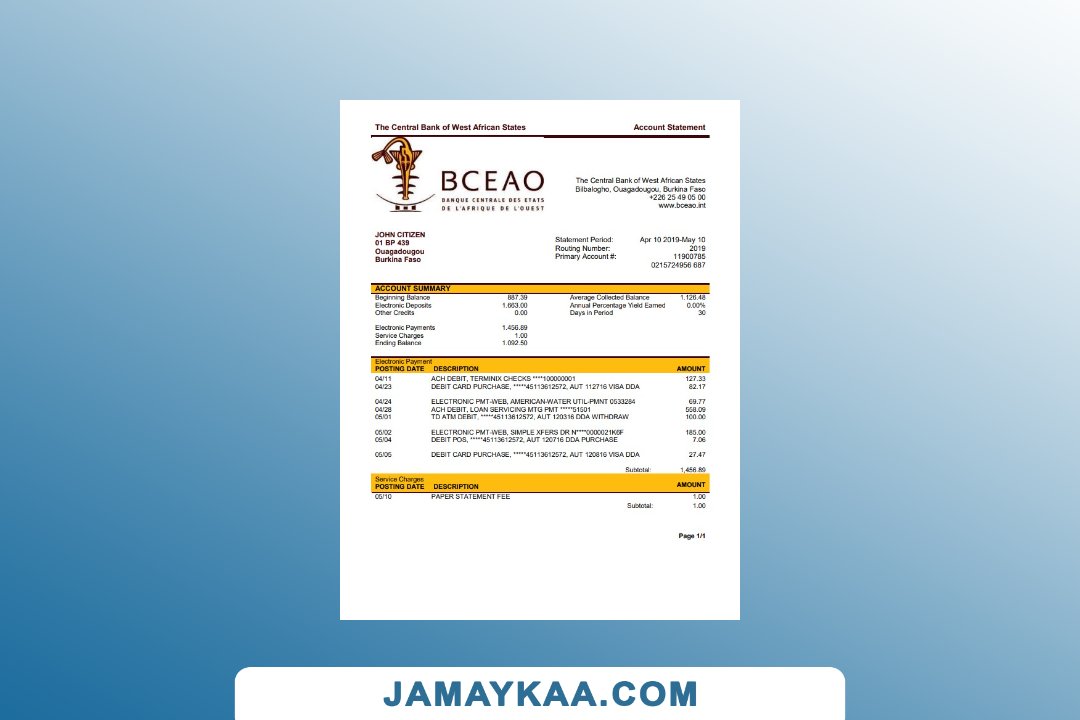 The Central Bank of West African States Account Statement
BCEAO
BANQUE CENTRALE DES ETATS
DE L'AFRIQUE DE L'OUEST
The Central Bank of West African States
Bilbalogho, Ouagadougou, Burkina Faso
+226 25 49 05 00
www.bceao.int
JOHN CITIZEN
01 BP 439
Ouagadougou
Burkina Faso
Statement Period: Apr 10 2019-May 10
Routing Number: 2019
Primary Account #: 11900785
0215724956 687
ACCOUNT SUMMARY
Beginning Balance 887.39 Average Collected Balance 1,126.48
Electronic Deposits 1,663.00 Annual Percentage Yield Earned 0.00%
Other Credits 0.00 Days in Period 30
Electronic Payments 1,456.89
Service Charges 1.00
Ending Balance 1,092.50
Electronic Payment
POSTING DATE DESCRIPTION AMOUNT
04/11 ACH DEBIT, TERMINIX CHECKS ****100000001 127.33
04/23 DEBIT CARD PURCHASE, *****45113612572, AUT 112716 VISA DDA 82.17
04/24 ELECTRONIC PMT-WEB, AMERICAN-WATER UTIL-PMNT 0533284 69.77
04/28 ACH DEBIT, LOAN SERVICING MTG PMT *****51501 558.09
05/01 TD ATM DEBIT, *****45113612572, AUT 120316 DDA WITHDRAW 100.00
05/02 ELECTRONIC PMT-WEB, SIMPLE XFERS DR N****0000021K6F 185.00
05/04 DEBIT POS, *****45113612572, AUT 120716 DDA PURCHASE 7.06
05/05 DEBIT CARD PURCHASE, *****45113612572, AUT 120816 VISA DDA 27.47
Subtotal: 1,456.89
Service Charges
POSTING DATE DESCRIPTION AMOUNT
05/10 PAPER STATEMENT FEE 1.00
Subtotal: 1.00
Page 1/1
JAMAYKAA.COM